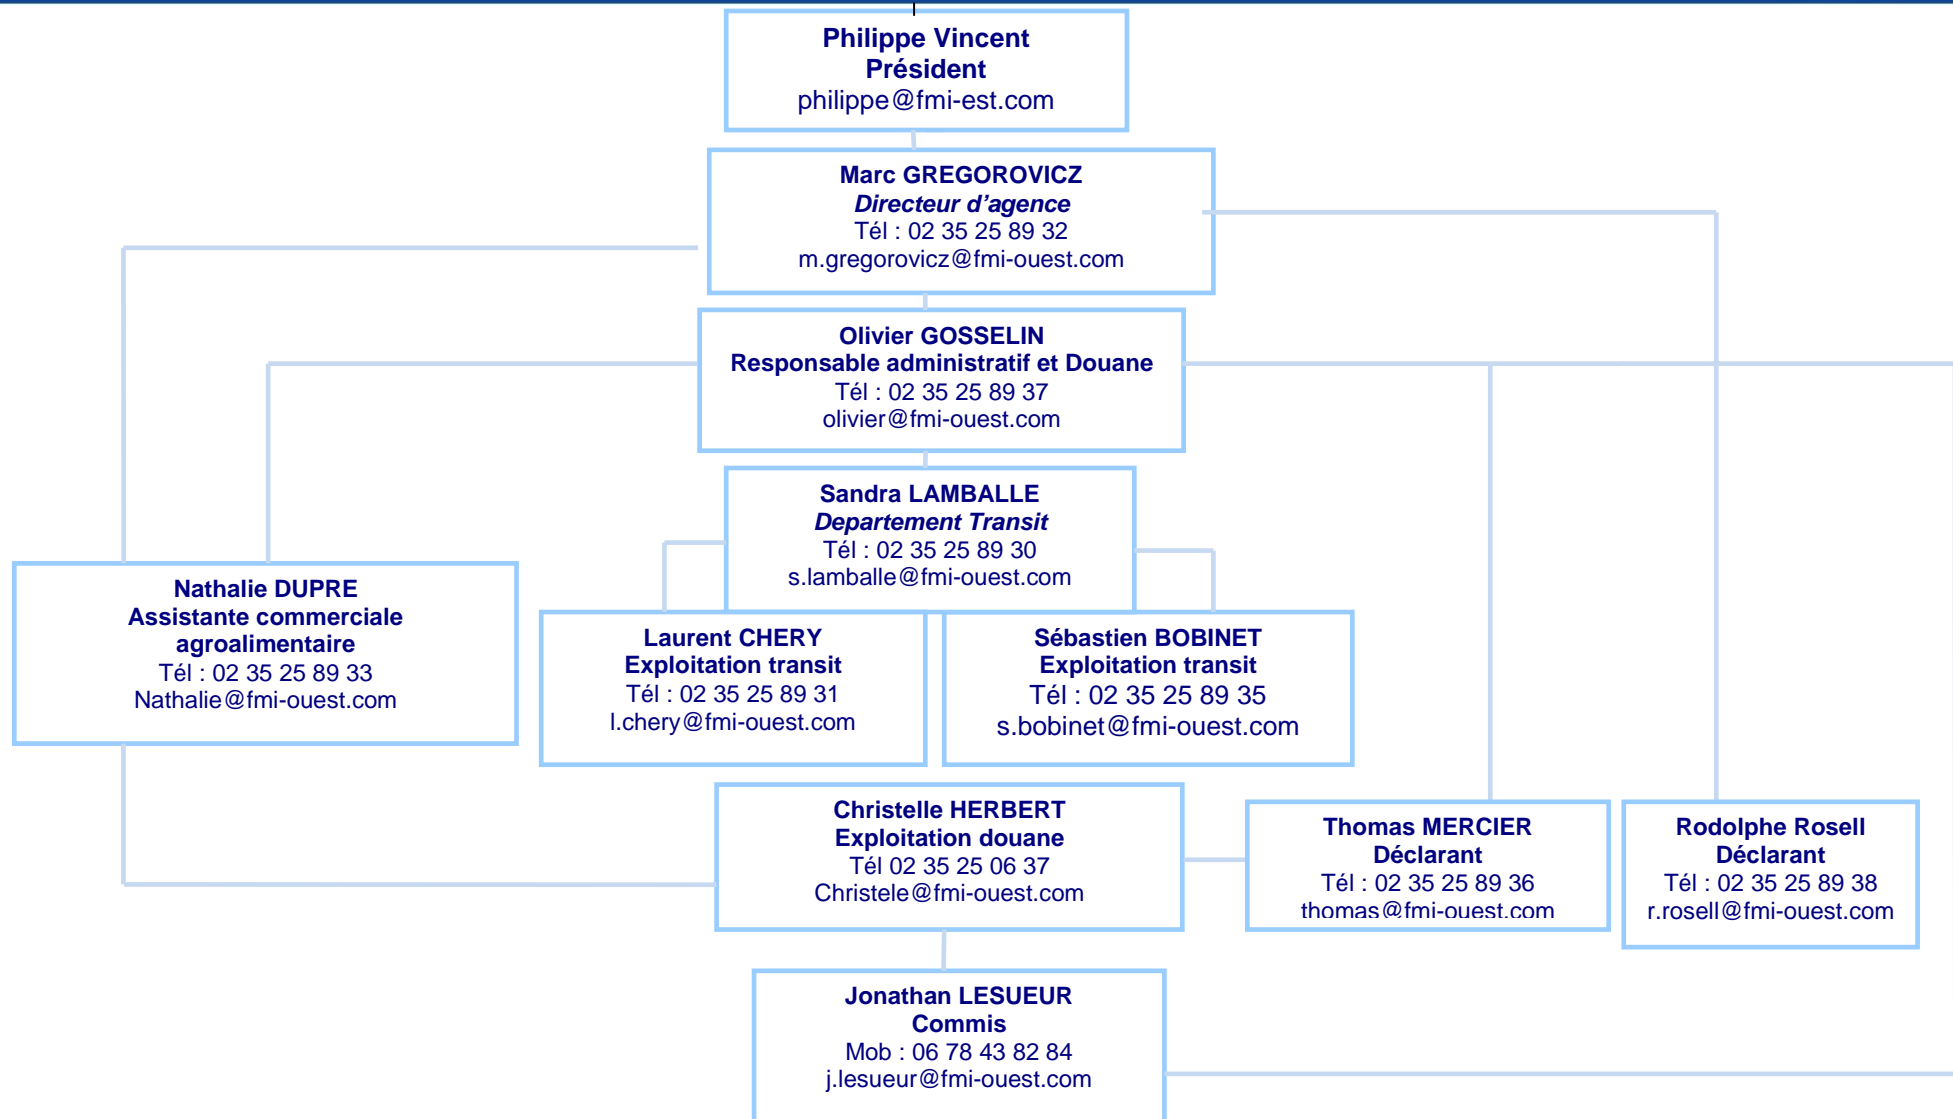 Philippe Vincent
Président
philippe@fmi-est.com
Marc GREGOROVICZ
Directeur d’agence
Tél : 02 35 25 89 32
m.gregorovicz@fmi-ouest.com
Olivier GOSSELIN
Responsable administratif et Douane
Tél : 02 35 25 89 37
olivier@fmi-ouest.com
Sandra LAMBALLE
Departement Transit
Tél : 02 35 25 89 30
s.lamballe@fmi-ouest.com
Nathalie DUPRE
Assistante commerciale
agroalimentaire
Tél : 02 35 25 89 33
Nathalie@fmi-ouest.com
Laurent CHERY
Exploitation transit
Tél : 02 35 25 89 31
l.chery@fmi-ouest.com
Sébastien BOBINET
Exploitation transit
Tél : 02 35 25 89 35
s.bobinet@fmi-ouest.com
Christelle HERBERT
Exploitation douane
Tél 02 35 25 06 37
Christele@fmi-ouest.com
Thomas MERCIER
Déclarant
Tél : 02 35 25 89 36
thomas@fmi-ouest.com
Rodolphe Rosell
Déclarant
Tél : 02 35 25 89 38
r.rosell@fmi-ouest.com
Jonathan LESUEUR
Commis
Mob : 06 78 43 82 84
j.lesueur@fmi-ouest.com